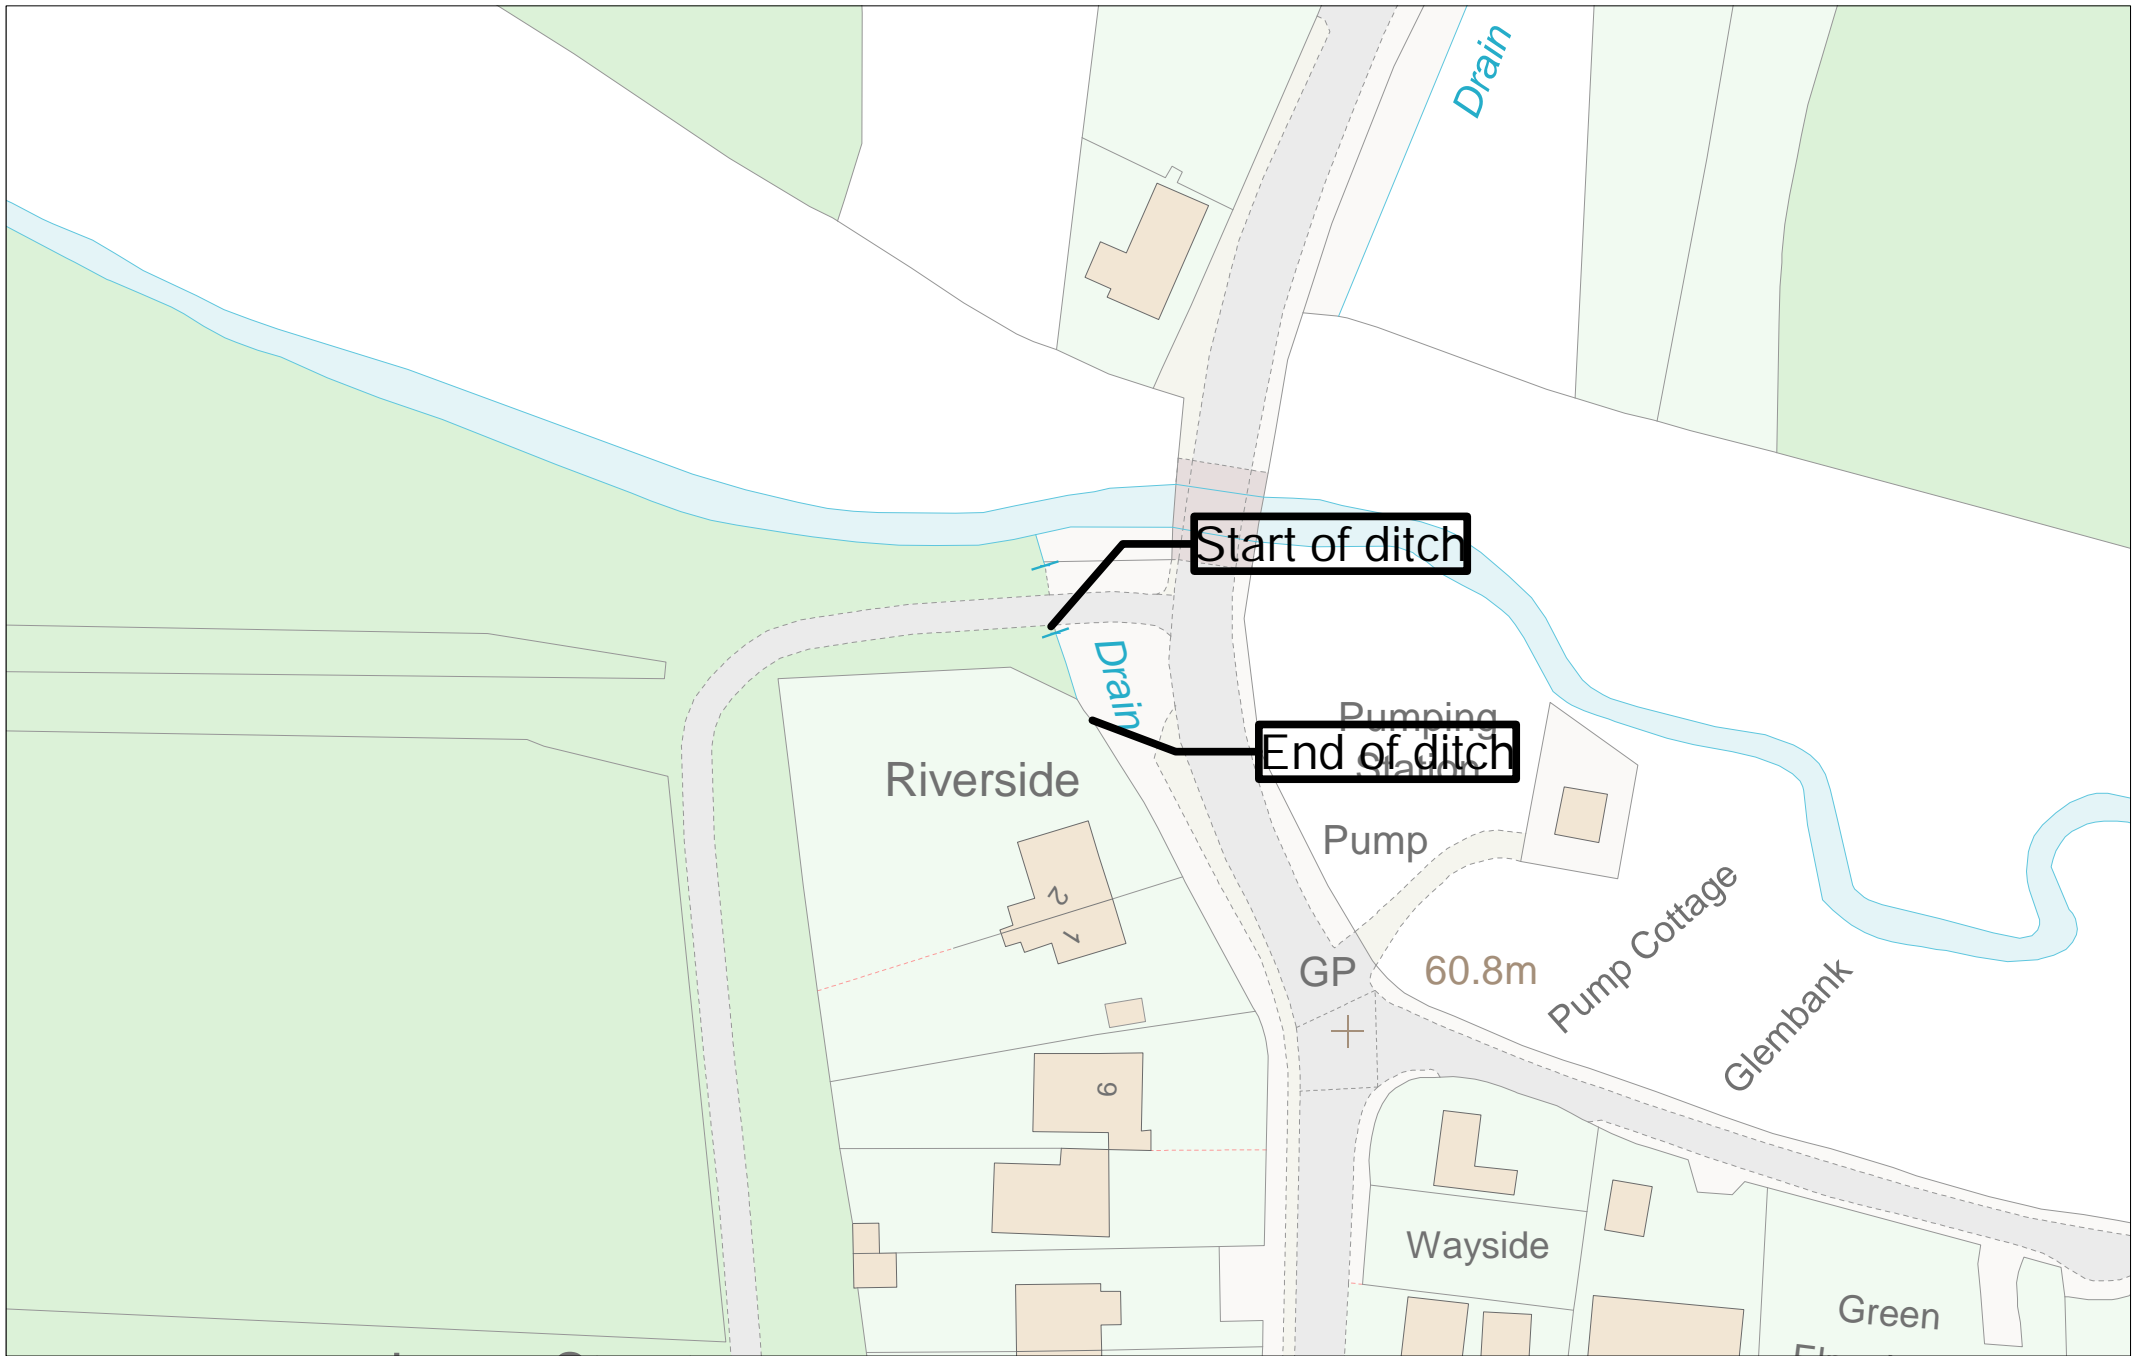 Drain
Start of ditch
Drain
Pumping
End of ditch
Station
Riverside
Pump
2
1
Pump Cottage
GP
60.8m
Glembank
9
Wayside
Green